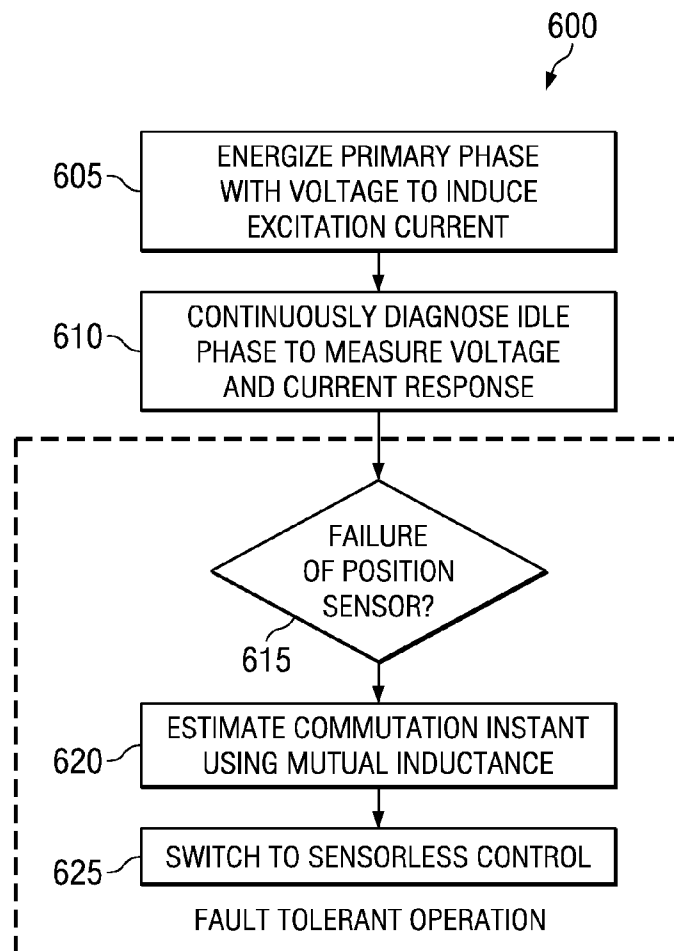 600
605
ENERGIZE PRIMARY PHASE
WITH VOLTAGE TO INDUCE
EXCITATION CURRENT
610
CONTINUOUSLY DIAGNOSE IDLE
PHASE TO MEASURE VOLTAGE
AND CURRENT RESPONSE
FAILURE
OF POSITION
SENSOR?
615
620
ESTIMATE COMMUTATION INSTANT
USING MUTUAL INDUCTANCE
625
SWITCH TO SENSORLESS CONTROL
FAULT TOLERANT OPERATION